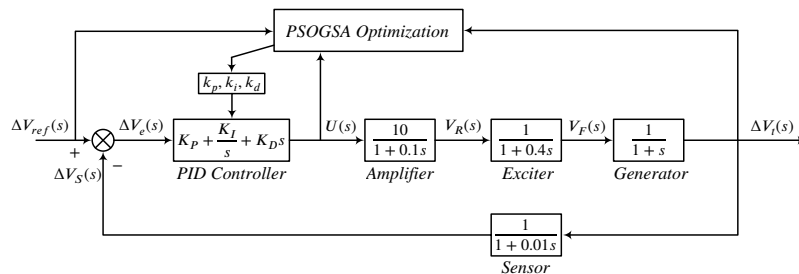 PSOGSA Optimization
k_p, k_i, k_d
ΔV_ref(s)
ΔV_e(s)
K_P + K_I/s + K_D s
U(s)
10/(1 + 0.1s)
V_R(s)
1/(1 + 0.4s)
V_F(s)
1/(1 + s)
ΔV_t(s)
+
−
ΔV_S(s)
PID Controller
Amplifier
Exciter
Generator
1/(1 + 0.01s)
Sensor